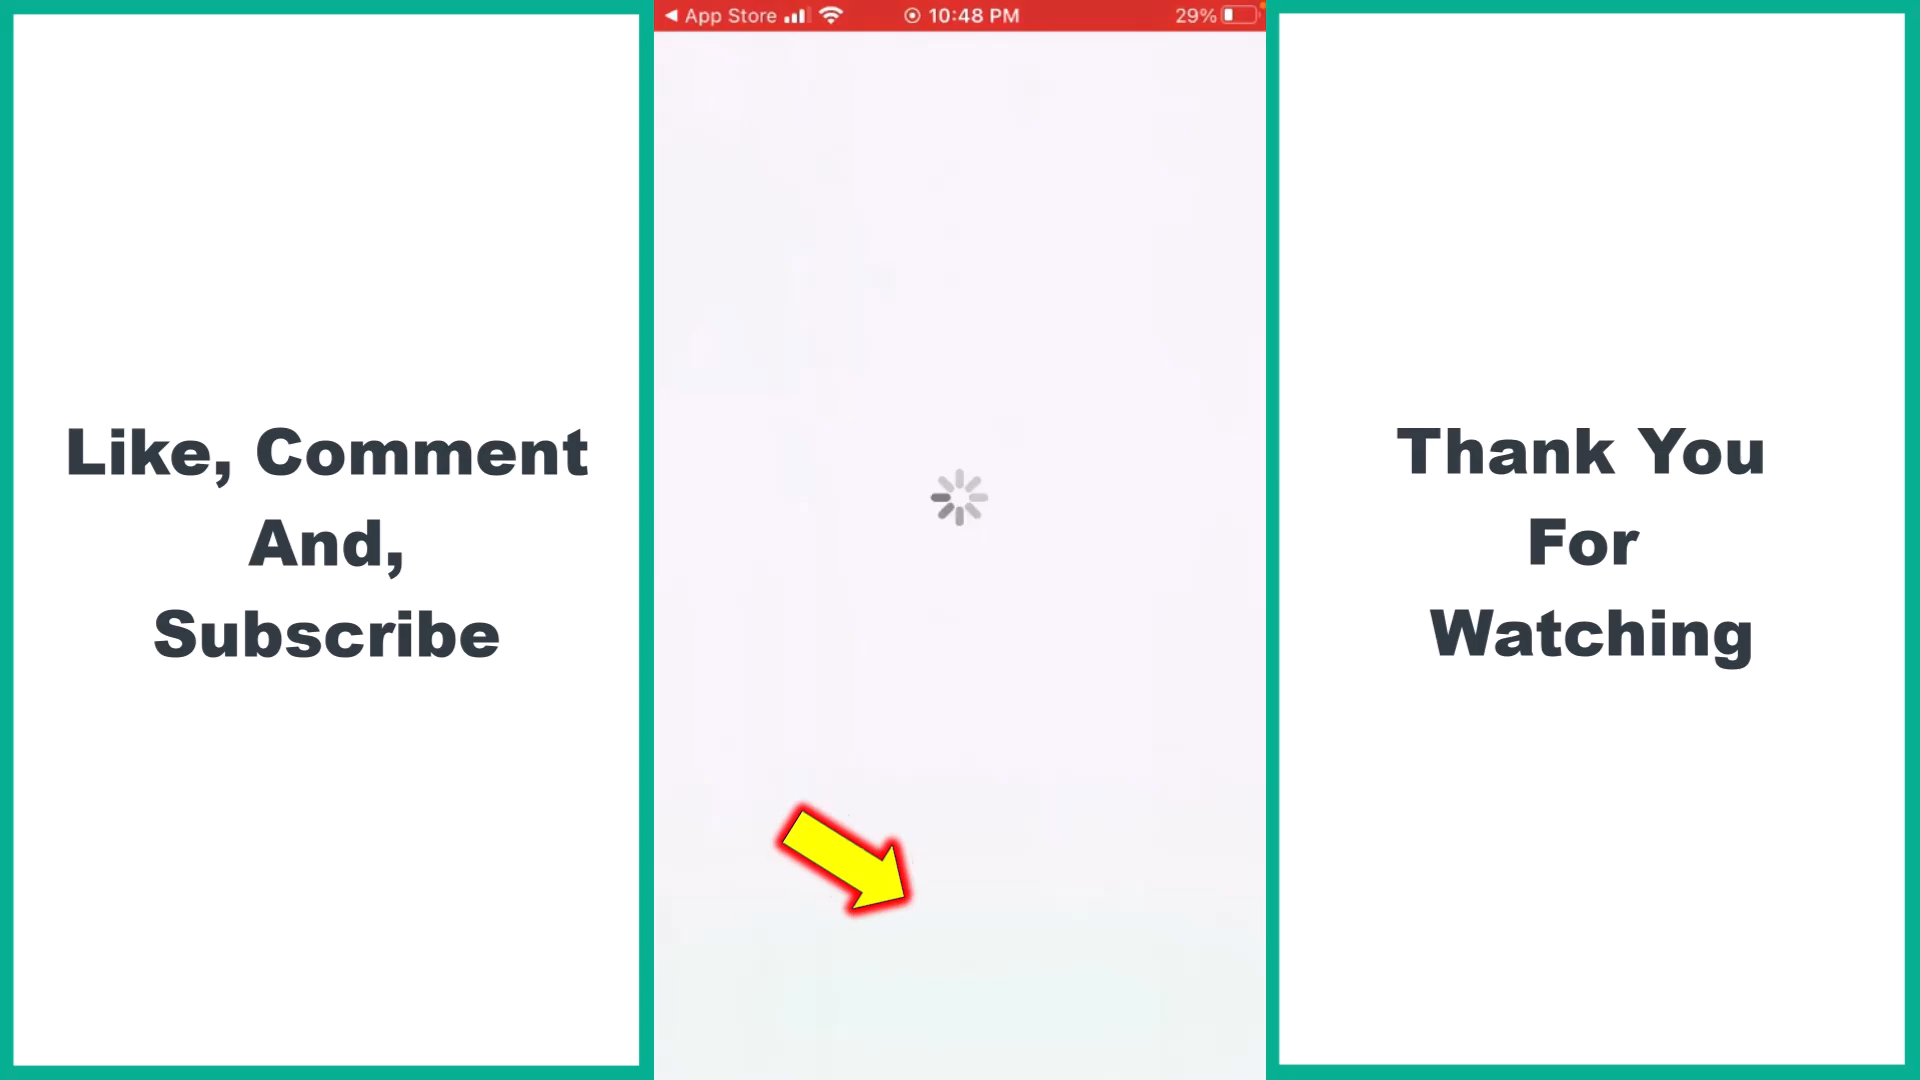 ◀ App Store 10:48 PM 29%
Like, Comment
And,
Subscribe
Thank You
For
Watching